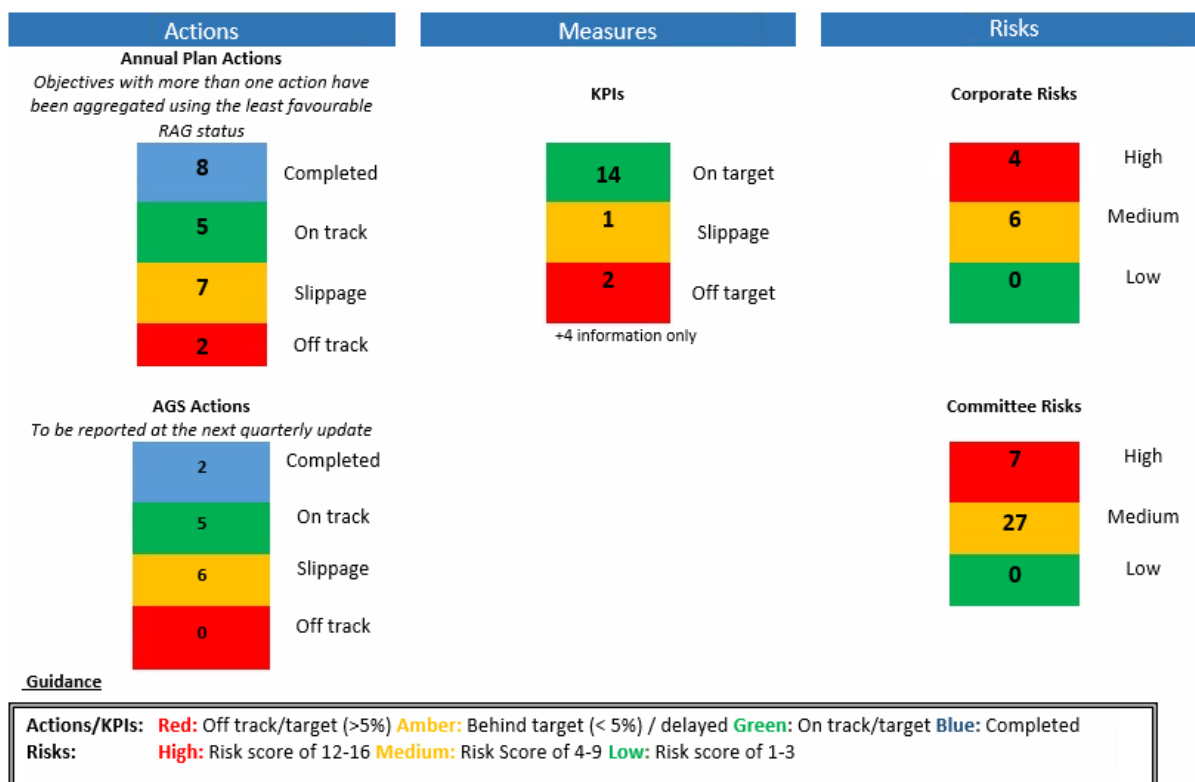 Actions
Annual Plan Actions
Objectives with more than one action have
been aggregated using the least favourable
RAG status
8 Completed
5 On track
7 Slippage
2 Off track
AGS Actions
To be reported at the next quarterly update
2 Completed
5 On track
6 Slippage
0 Off track
Measures
KPIs
14 On target
1 Slippage
2 Off target
+4 information only
Risks
Corporate Risks
4 High
6 Medium
0 Low
Committee Risks
7 High
27 Medium
0 Low
Guidance
Actions/KPIs: Red: Off track/target (>5%) Amber: Behind target (< 5%) / delayed Green: On track/target Blue: Completed
Risks: High: Risk score of 12-16 Medium: Risk Score of 4-9 Low: Risk score of 1-3